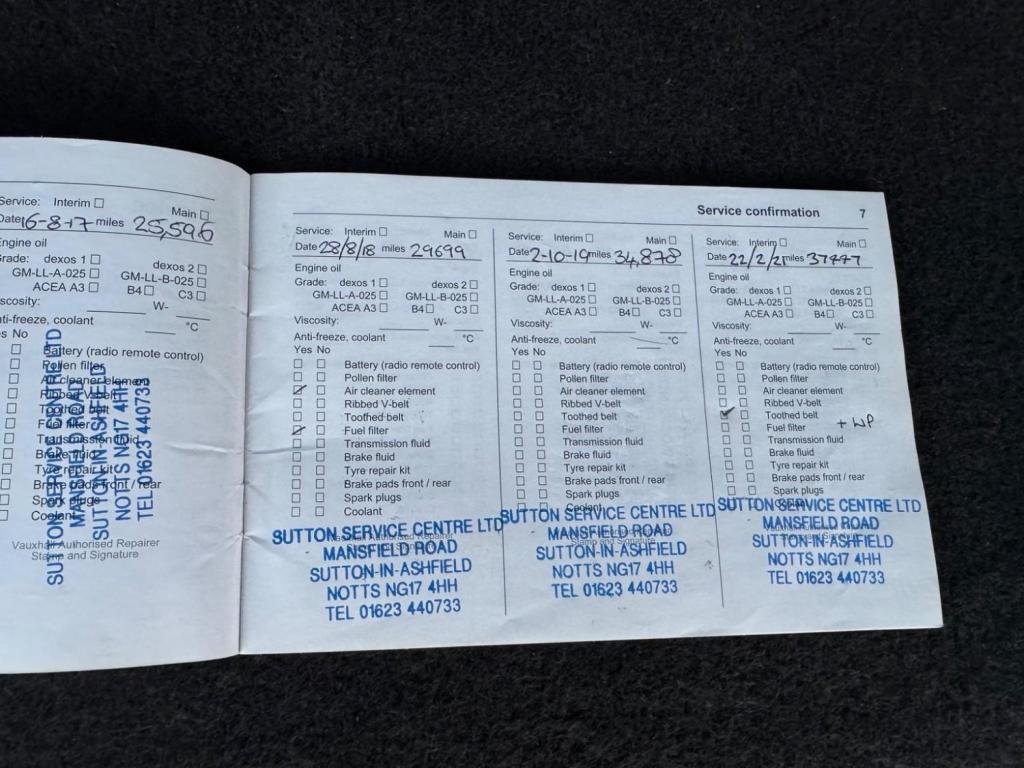 Service: Interim
Main
Date 16-8-17 miles 25,596
Engine oil
Grade: dexos 1 dexos 2
GM-LL-A-025 GM-LL-B-025
ACEA A3 B4 C3
Viscosity: W-
Anti-freeze, coolant °C
Yes No
Battery (radio remote control)
Pollen filter
Air cleaner element
Ribbed V-belt
Toothed belt
Fuel filter
Transmission fluid
Brake fluid
Tyre repair kit
Brake pads front / rear
Spark plugs
Coolant
Vauxhall Authorised Repairer
Stamp and Signature
SUTTON SERVICE CENTRE LTD
MANSFIELD ROAD
SUTTON-IN-ASHFIELD
NOTTS NG17 4HH
TEL 01623 440733
Service confirmation 7
Service: Interim Main
Date 28/8/18 miles 29699
Engine oil
Grade: dexos 1 dexos 2
GM-LL-A-025 GM-LL-B-025
ACEA A3 B4 C3
Viscosity: W-
Anti-freeze, coolant °C
Yes No
Battery (radio remote control)
Pollen filter
Air cleaner element
Ribbed V-belt
Toothed belt
Fuel filter
Transmission fluid
Brake fluid
Tyre repair kit
Brake pads front / rear
Spark plugs
Coolant
SUTTON SERVICE CENTRE LTD
MANSFIELD ROAD
SUTTON-IN-ASHFIELD
NOTTS NG17 4HH
TEL 01623 440733
Service: Interim Main
Date 2-10-19 miles 34,878
Engine oil
Grade: dexos 1 dexos 2
GM-LL-A-025 GM-LL-B-025
ACEA A3 B4 C3
Viscosity: W-
Anti-freeze, coolant °C
Yes No
Battery (radio remote control)
Pollen filter
Air cleaner element
Ribbed V-belt
Toothed belt
Fuel filter
Transmission fluid
Brake fluid
Tyre repair kit
Brake pads front / rear
Spark plugs
Coolant
Stamp and Signature
SUTTON SERVICE CENTRE LTD
MANSFIELD ROAD
SUTTON-IN-ASHFIELD
NOTTS NG17 4HH
TEL 01623 440733
Service: Interim Main
Date 22/2/21 miles 37777
Engine oil
Grade: dexos 1 dexos 2
GM-LL-A-025 GM-LL-B-025
ACEA A3 B4 C3
Viscosity: W-
Anti-freeze, coolant °C
Yes No
Battery (radio remote control)
Pollen filter
Air cleaner element
Ribbed V-belt
Toothed belt
Fuel filter + WP
Transmission fluid
Brake fluid
Tyre repair kit
Brake pads front / rear
Spark plugs
SUTTON SERVICE CENTRE LTD
MANSFIELD ROAD
SUTTON-IN-ASHFIELD
NOTTS NG17 4HH
TEL 01623 440733